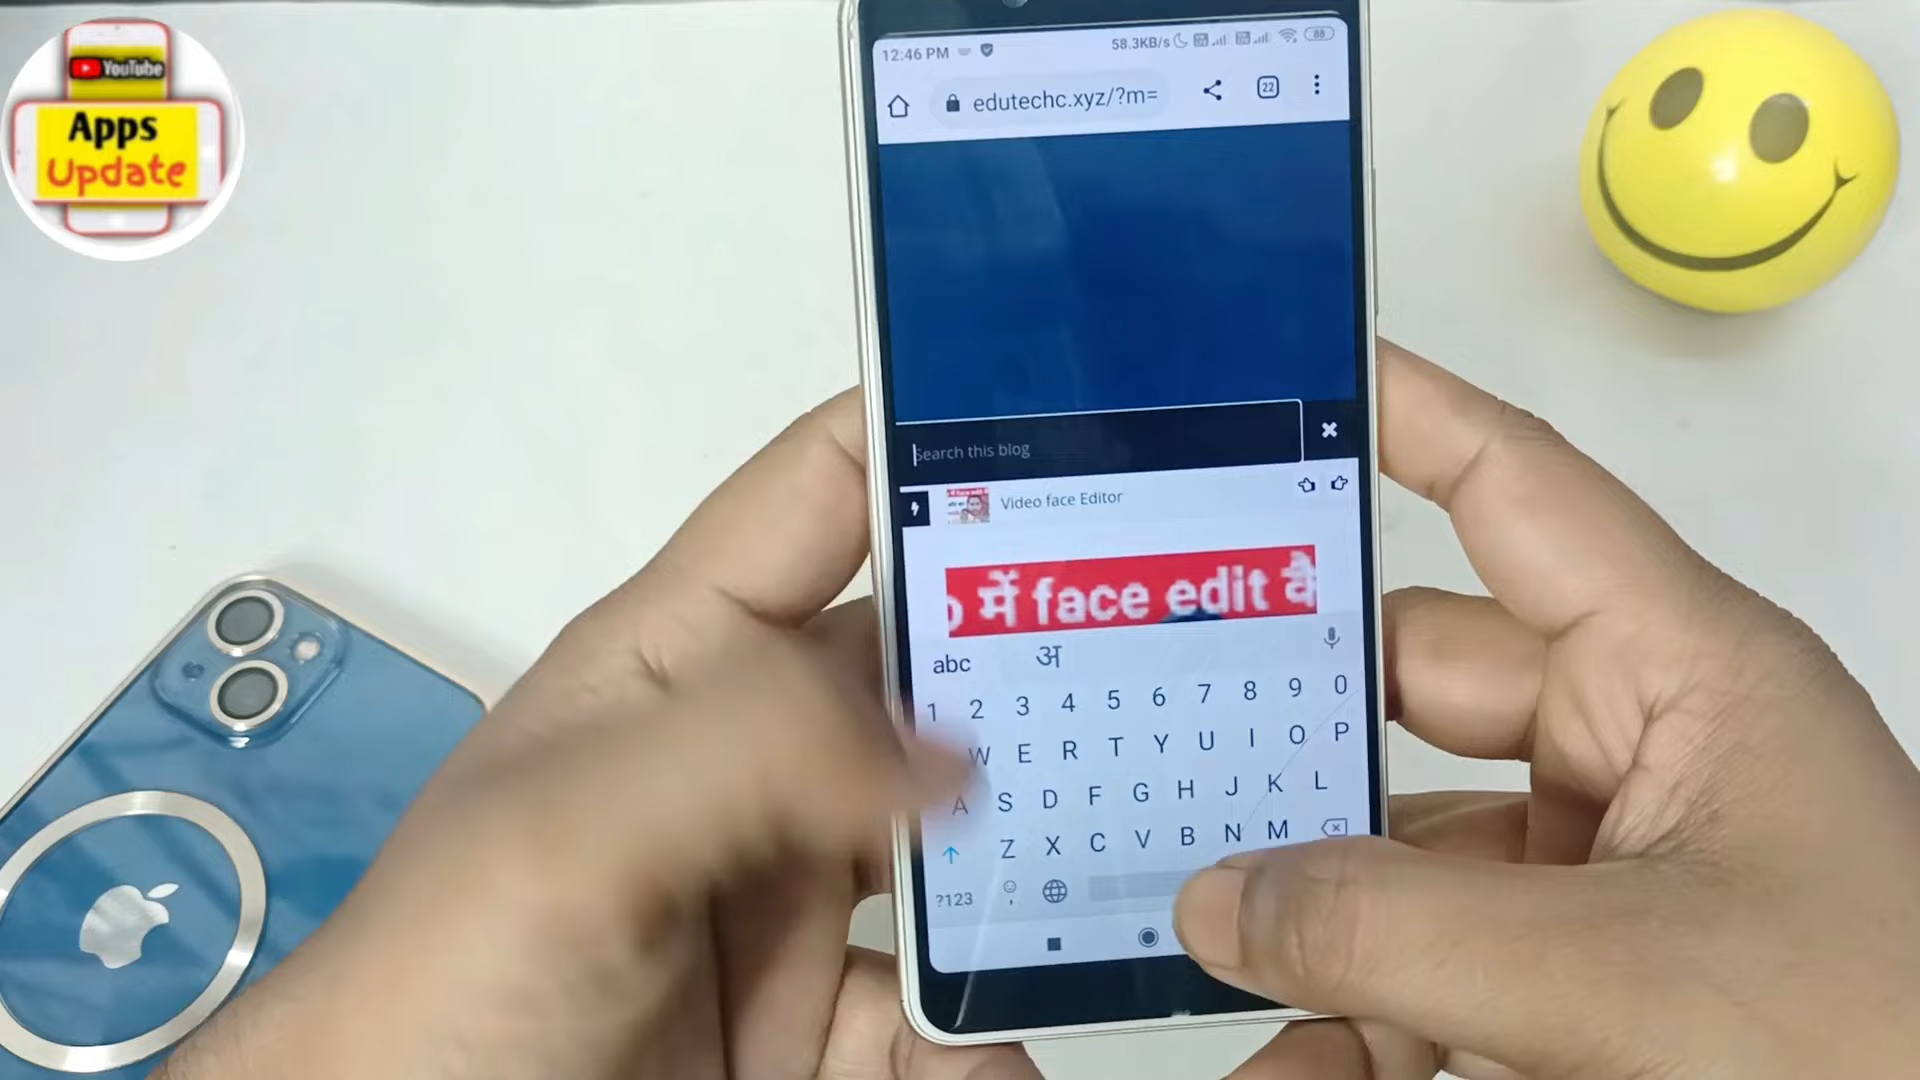 YouTube
Apps
Update
12:46 PM
58.3KB/s
88
edutechc.xyz/?m=
22
Search this blog
Video face Editor
में face edit कै
abc
अ
1 2 3 4 5 6 7 8 9 0
W E R T Y U I O P
A S D F G H J K L
Z X C V B N M
?123 ,